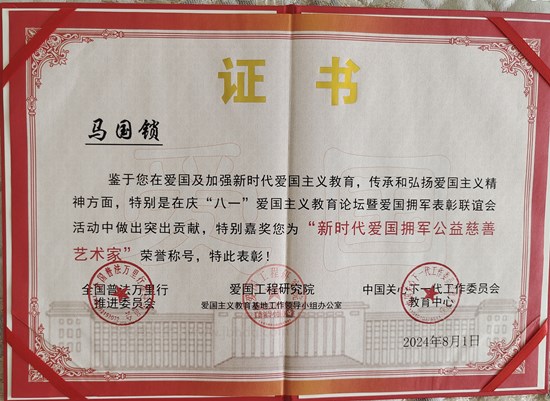 证书
马国锁
鉴于您在爱国及加强新时代爱国主义教育，传承和弘扬爱国主义精
神方面，特别是在庆“八一”爱国主义教育论坛暨爱国拥军表彰联谊会
活动中做出突出贡献，特别嘉奖您为“新时代爱国拥军公益慈善
艺术家”荣誉称号，特此表彰！
全国普法万里行
推进委员会
爱国工程研究院
爱国主义教育基地工作领导小组办公室
中国关心下一代工作委员会
教育中心
2024年8月1日